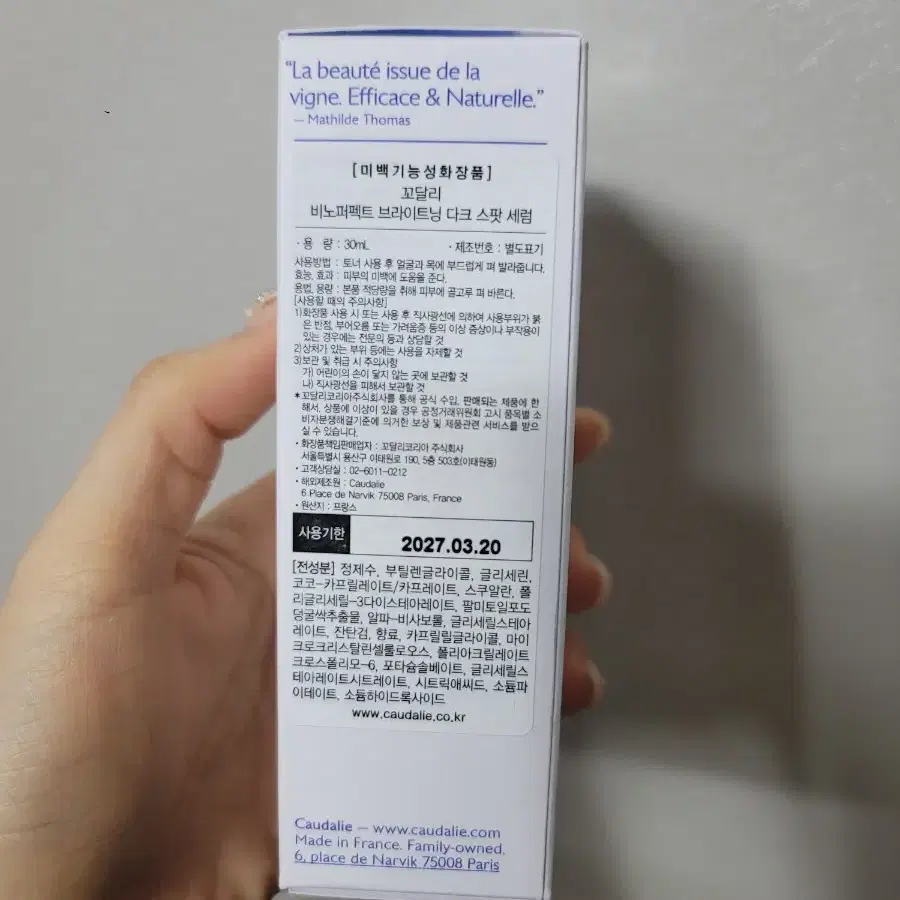 “La beauté issue de la
vigne. Efficace & Naturelle.”
— Mathilde Thomas
[미백기능성화장품]
꼬달리
비노퍼펙트 브라이트닝 다크 스팟 세럼
· 용 량 : 30mL · 제조번호 : 별도표기
사용방법 : 토너 사용 후 얼굴과 목에 부드럽게 펴 발라줍니다.
효능, 효과 : 피부의 미백에 도움을 준다.
용법, 용량 : 본품 적당량을 취해 피부에 골고루 펴 바른다.
[사용할 때의 주의사항]
1)화장품 사용 시 또는 사용 후 직사광선에 의하여 사용부위가 붉
은 반점, 부어오름 또는 가려움증 등의 이상 증상이나 부작용이
있는 경우에는 전문의 등과 상담할 것
2)상처가 있는 부위 등에는 사용을 자제할 것
3)보관 및 취급 시 주의사항
가) 어린이의 손이 닿지 않는 곳에 보관할 것
나) 직사광선을 피해서 보관할 것
*꼬달리코리아주식회사를 통해 공식 수입, 판매되는 제품에 한
해서, 상품에 이상이 있을 경우 공정거래위원회 고시 품목별 소
비자분쟁해결기준에 의거한 보상 및 제품관련 서비스를 받으
실 수 있습니다.
· 화장품책임판매업자 : 꼬달리코리아 주식회사
서울특별시 용산구 이태원로 190, 5층 503호(이태원동)
· 고객상담실 : 02-6011-0212
· 해외제조원 : Caudalie
6 Place de Narvik 75008 Paris, France
· 원산지 : 프랑스
사용기한 2027.03.20
[전성분] 정제수, 부틸렌글라이콜, 글리세린,
코코-카프릴레이트/카프레이트, 스쿠알란, 폴
리글리세릴-3다이스테아레이트, 팔미토일포도
덩굴싹추출물, 알파-비사보롤, 글리세릴스테아
레이트, 잔탄검, 향료, 카프릴릴글라이콜, 마이
크로크리스탈린셀룰로오스, 폴리아크릴레이트
크로스폴리모-6, 포타슘솔베이트, 글리세릴스
테아레이트시트레이트, 시트릭애씨드, 소듐파
이테이트, 소듐하이드록사이드
www.caudalie.co.kr
Caudalie — www.caudalie.com
Made in France. Family-owned.
6, place de Narvik 75008 Paris